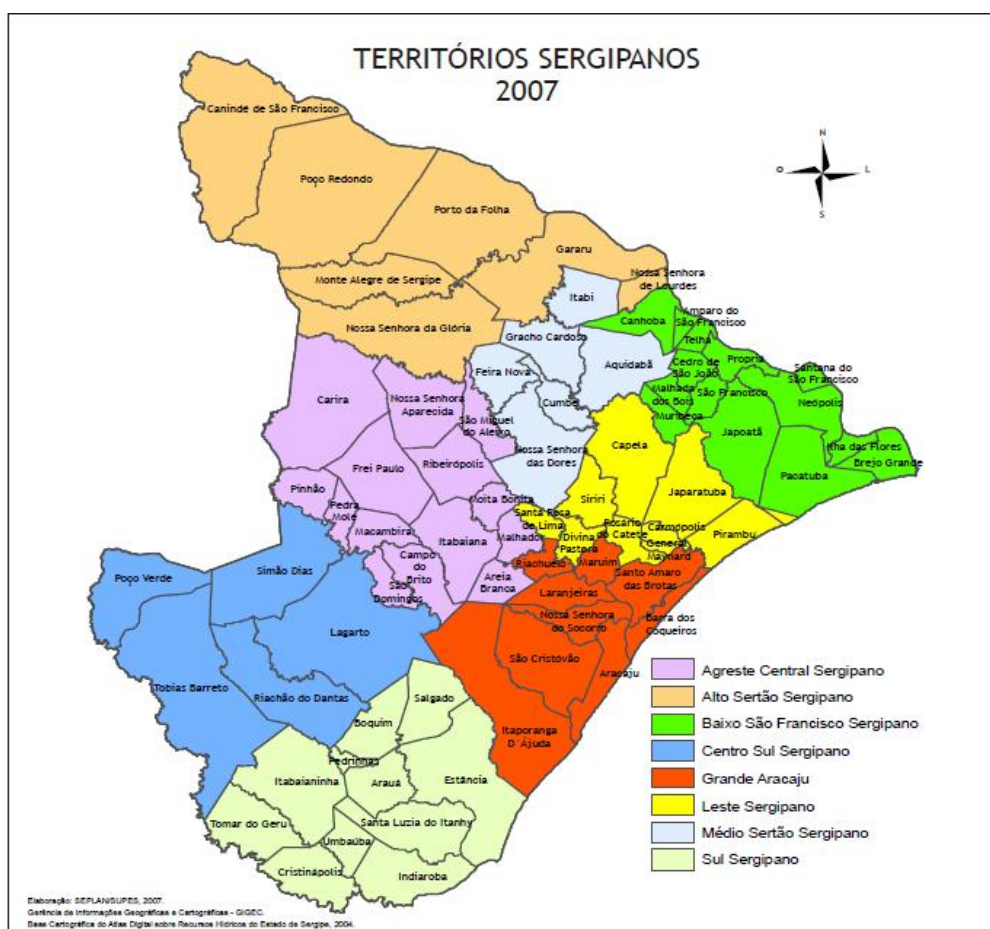 TERRITÓRIOS SERGIPANOS
2007
N
O
L
S
Canindé de São Francisco
Poço Redondo
Porto da Folha
Gararu
Nossa Senhora
de Lourdes
Monte Alegre de Sergipe
Itabi
Nossa Senhora da Glória
Canhoba
Amparo do
São Francisco
Gracho Cardoso
Telha
Aquidabã
Cedro de
São João
Propria
Santana do
São Francisco
Feira Nova
Carira
Nossa Senhora
Aparecida
Cumbe
Malhada
dos Bois
São Francisco
Neópolis
Muribeca
São Miguel
do Aleixo
Japoatã
Nossa Senhora
das Dores
Capela
Ilha das Flores
Brejo Grande
Ribeirópolis
Frei Paulo
Pacatuba
Pinhão
Siriri
Japaratuba
Moita Bonita
Pedra
Mole
Santa Rosa
de Lima
Rosário
do Catete
Carmópolis
Pirambu
Macambira
Itabaiana
Malhador
Divina
Pastora
General
Maynard
Campo
do
Brito
Riachuelo
Maruim
Santo Amaro
das Brotas
Simão Dias
Poço Verde
Areia
Branca
São
Domingos
Laranjeiras
Nossa Senhora
do Socorro
Barra dos
Coqueiros
Lagarto
São Cristóvão
Aracaju
Tobias Barreto
Riachão do Dantas
Salgado
Boquim
Itaporanga
D´Ájuda
Pedrinhas
Itabaianinha
Arauá
Estância
Tomar do Geru
Santa Luzia do Itanhy
Umbaúba
Cristinápolis
Indiaroba
Agreste Central Sergipano
Alto Sertão Sergipano
Baixo São Francisco Sergipano
Centro Sul Sergipano
Grande Aracaju
Leste Sergipano
Médio Sertão Sergipano
Sul Sergipano
Elaboração: SEPLAN/SUPES, 2007.
Gerência de Informações Geográficas e Cartográficas - GIGEC.
Base Cartográfica do Atlas Digital sobre Recursos Hídricos do Estado de Sergipe, 2004.